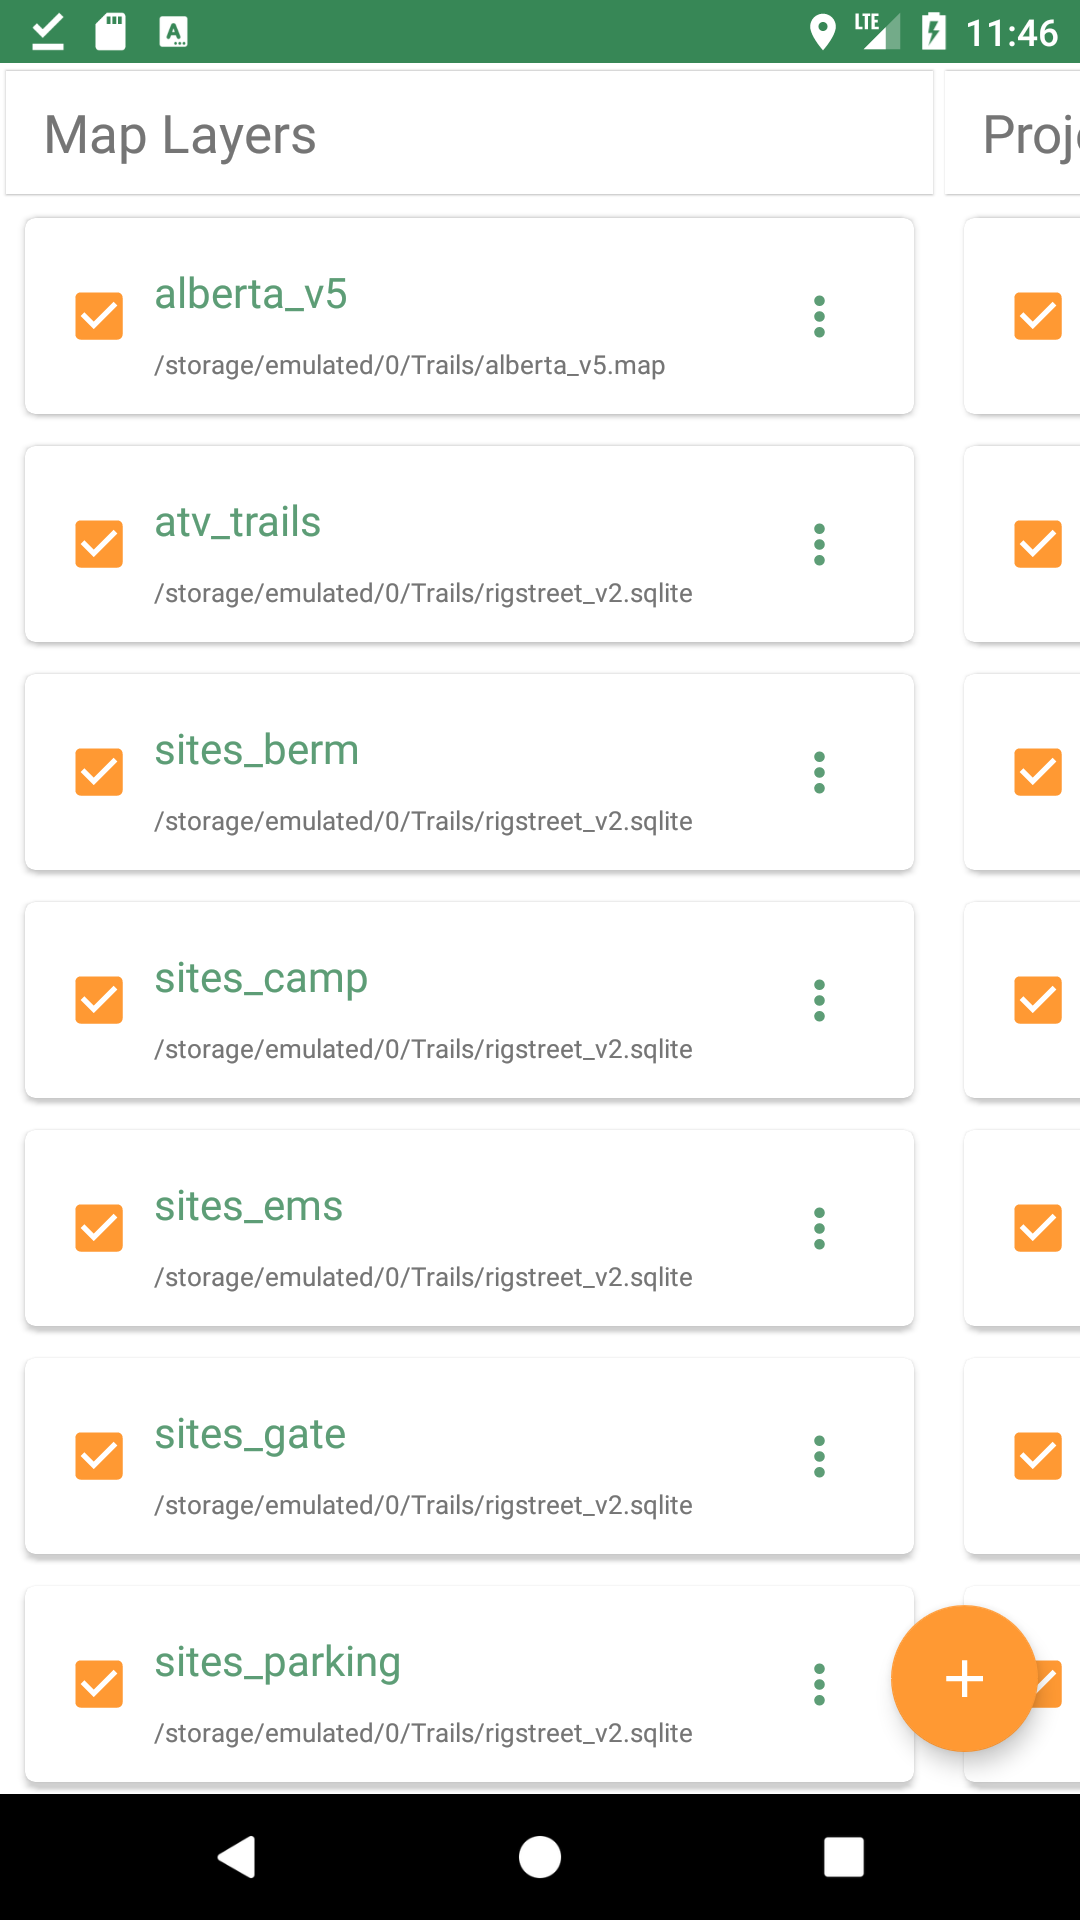 LTE 11:46
Map Layers
Proj
alberta_v5
/storage/emulated/0/Trails/alberta_v5.map
atv_trails
/storage/emulated/0/Trails/rigstreet_v2.sqlite
sites_berm
/storage/emulated/0/Trails/rigstreet_v2.sqlite
sites_camp
/storage/emulated/0/Trails/rigstreet_v2.sqlite
sites_ems
/storage/emulated/0/Trails/rigstreet_v2.sqlite
sites_gate
/storage/emulated/0/Trails/rigstreet_v2.sqlite
sites_parking
/storage/emulated/0/Trails/rigstreet_v2.sqlite